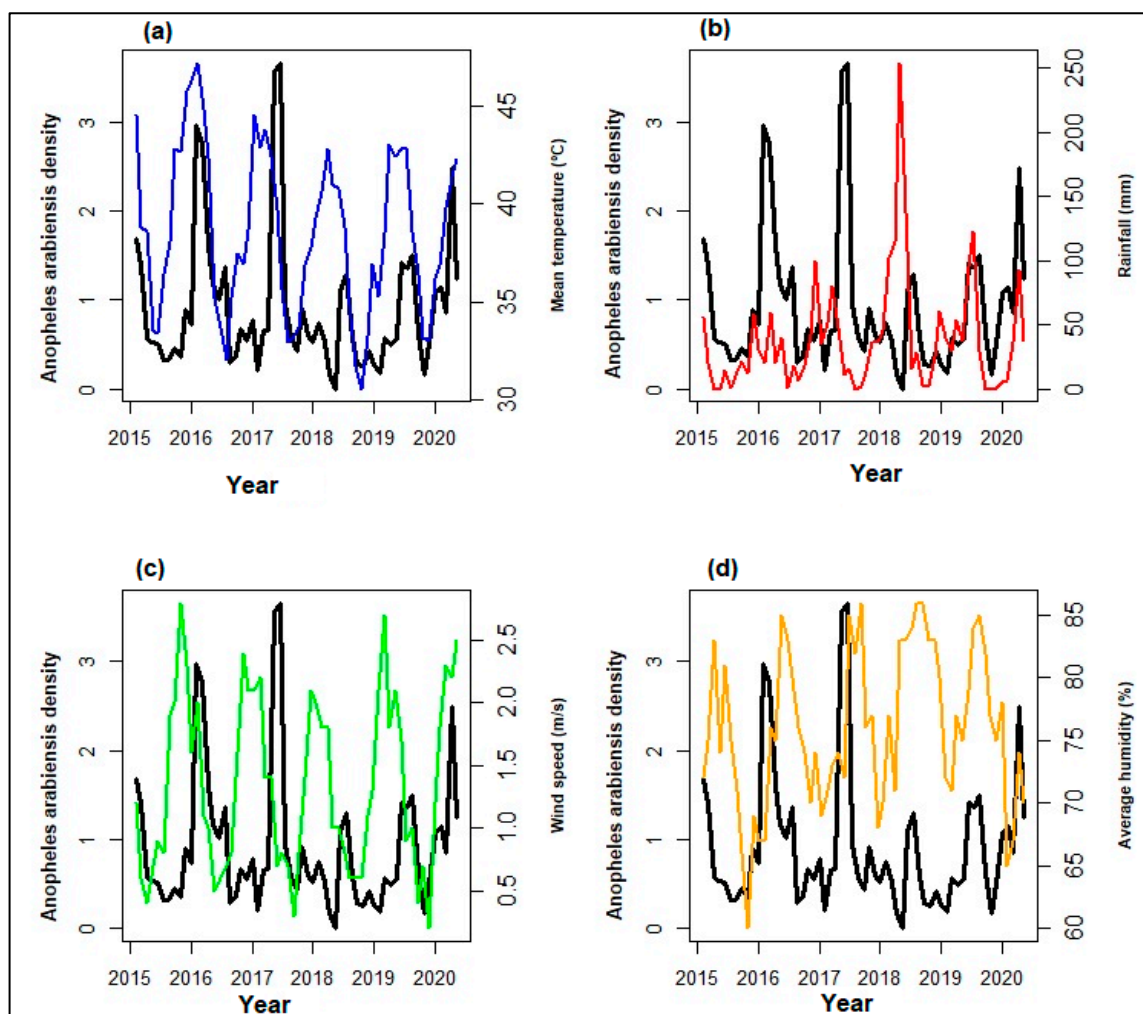 (a)
Anopheles arabiensis density
0
1
2
3
30
35
40
45
Mean temperature (°C)
2015 2016 2017 2018 2019 2020
Year
(b)
Anopheles arabiensis density
0
1
2
3
0
50
100
150
200
250
Rainfall (mm)
2015 2016 2017 2018 2019 2020
Year
(c)
Anopheles arabiensis density
0
1
2
3
0.5
1.0
1.5
2.0
2.5
Wind speed (m/s)
2015 2016 2017 2018 2019 2020
Year
(d)
Anopheles arabiensis density
0
1
2
3
60
65
70
75
80
85
Average humidity (%)
2015 2016 2017 2018 2019 2020
Year